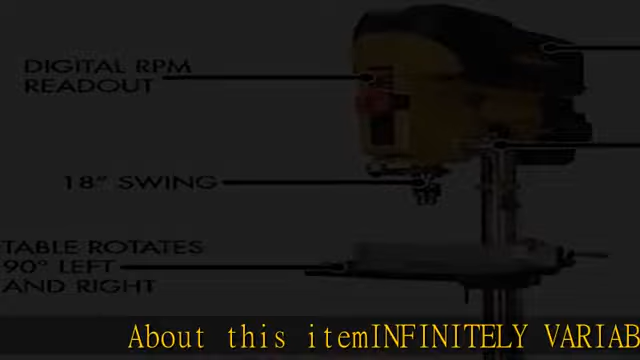 DIGITAL RPM
READOUT
18” SWING
TABLE ROTATES
90° LEFT
AND RIGHT
About this itemINFINITELY VARIAB